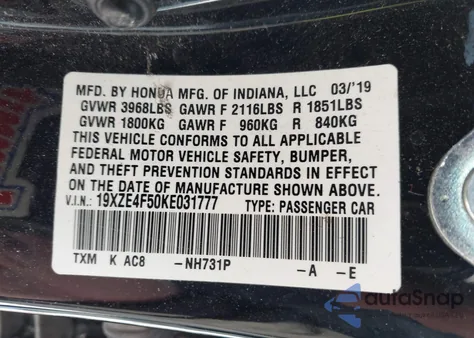 MFD. BY HONDA MFG. OF INDIANA, LLC 03/'19
GVWR 3968LBS GAWR F 2116LBS R 1851LBS
GVWR 1800KG GAWR F 960KG R 840KG
THIS VEHICLE CONFORMS TO ALL APPLICABLE
FEDERAL MOTOR VEHICLE SAFETY, BUMPER,
AND THEFT PREVENTION STANDARDS IN EFFECT
ON THE DATE OF MANUFACTURE SHOWN ABOVE.
V.I.N.: 19XZE4F50KE031777 TYPE: PASSENGER CAR
TXM K AC8 -NH731P -A -E
autoSnap